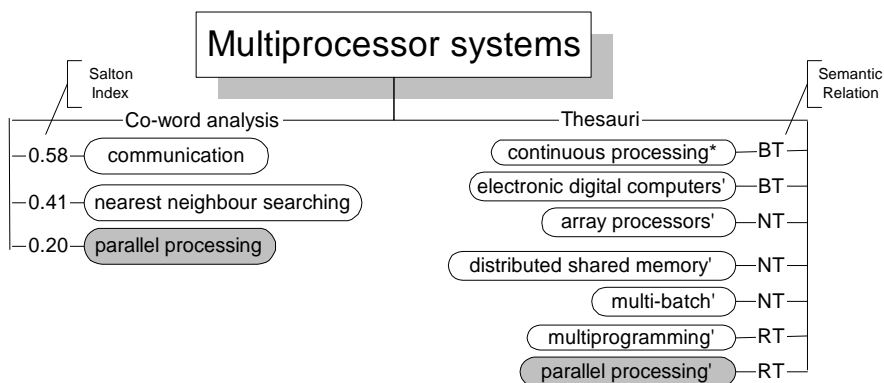 Multiprocessor systems
Salton
Index
Semantic
Relation
Co-word analysis
Thesauri
0.58 communication
0.41 nearest neighbour searching
0.20 parallel processing
continuous processing* BT
electronic digital computers' BT
array processors' NT
distributed shared memory' NT
multi-batch' NT
multiprogramming' RT
parallel processing' RT